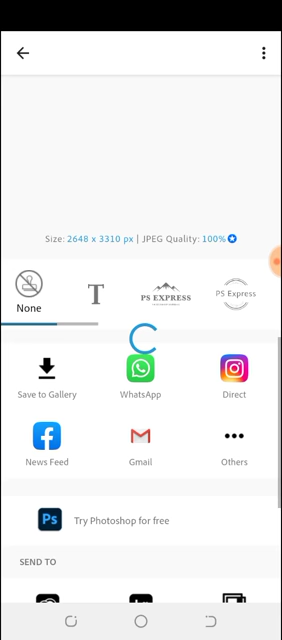 Size: 2648 x 3310 px | JPEG Quality: 100%
None
T
PS EXPRESS
PS Express
Save to Gallery
WhatsApp
Direct
News Feed
Gmail
Others
Ps
Try Photoshop for free
SEND TO